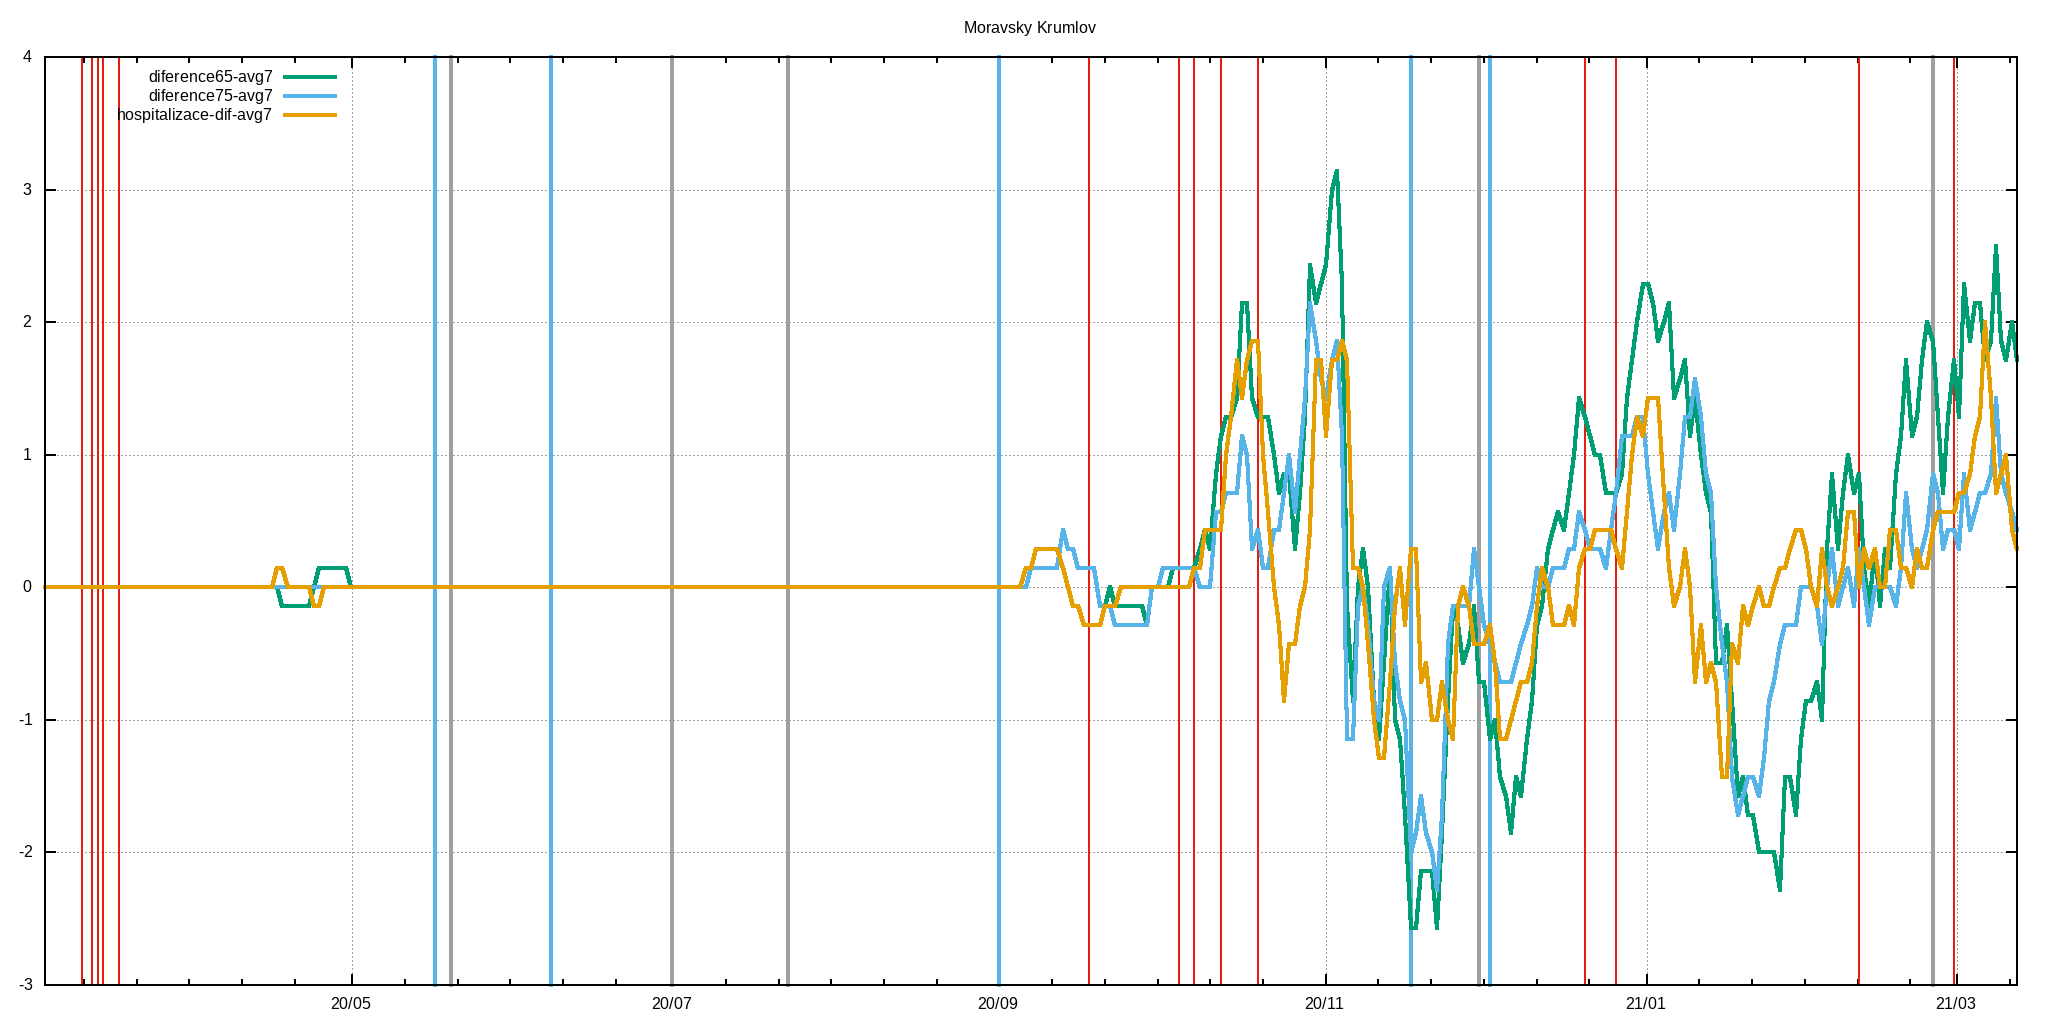 Moravsky Krumlov
4
3
2
1
0
-1
-2
-3
diference65-avg7
diference75-avg7
hospitalizace-dif-avg7
20/05 20/07 20/09 20/11 21/01 21/03